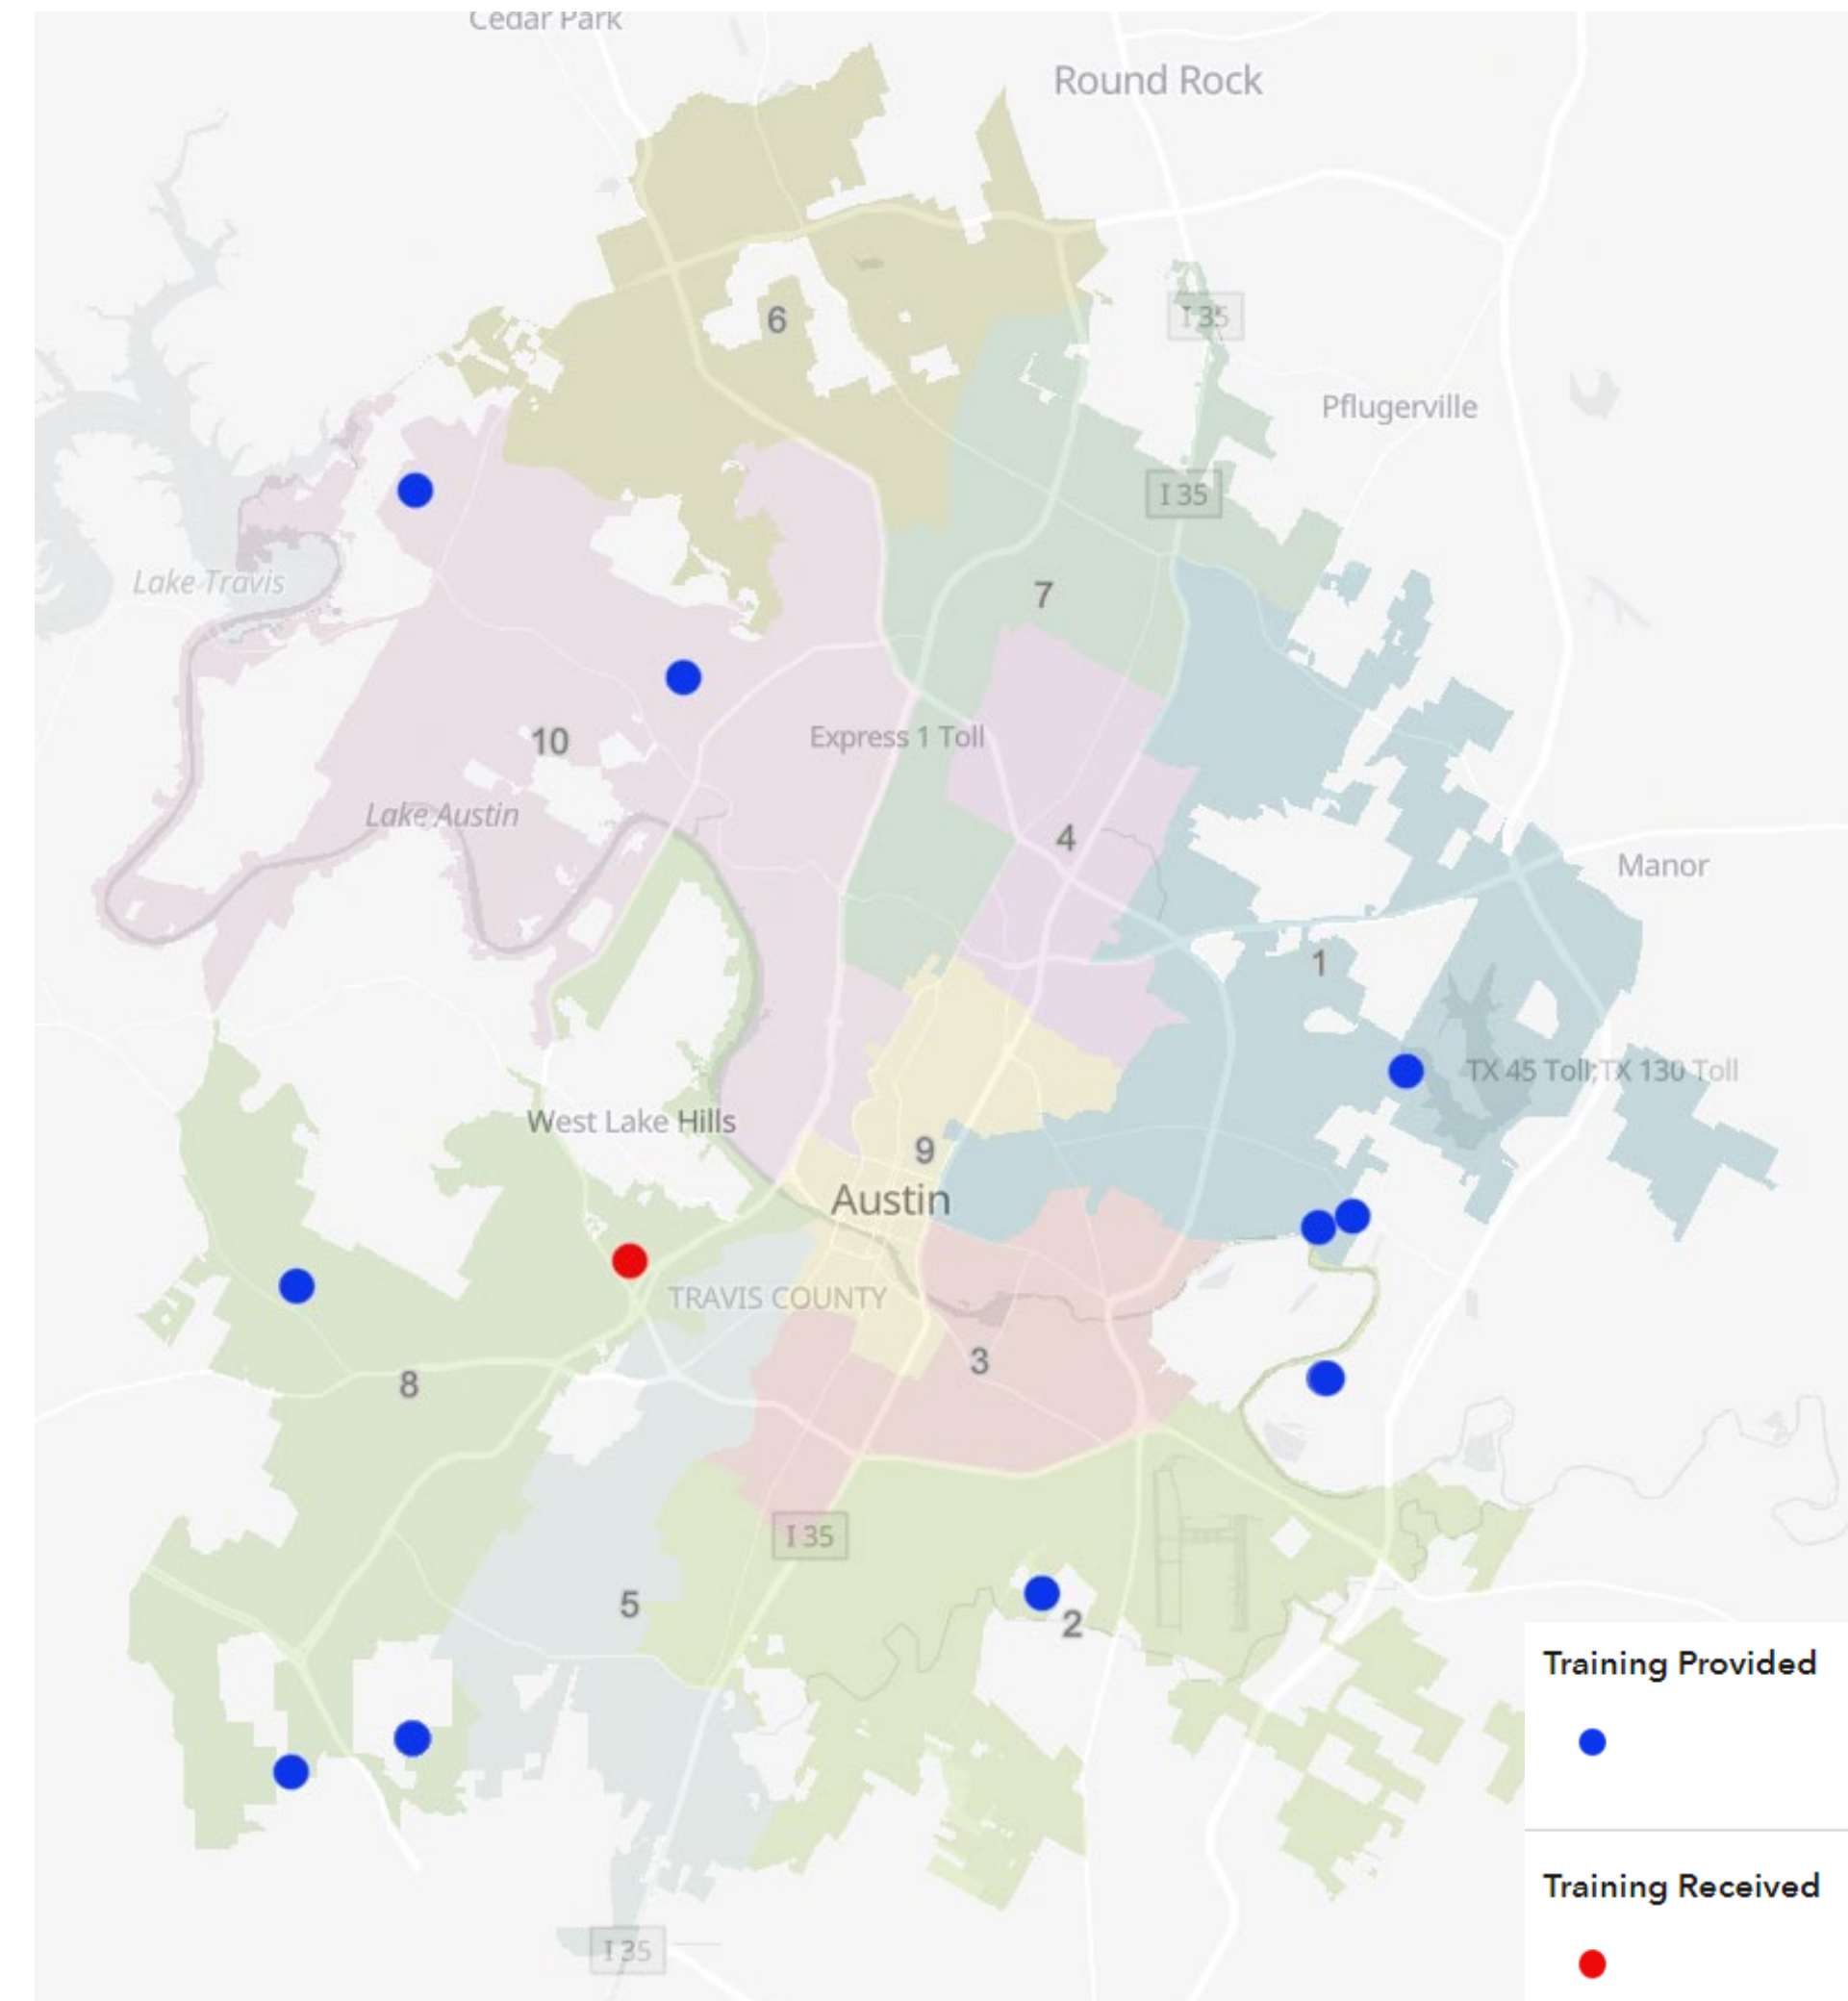 Cedar Park
Round Rock
6
I 35
Pflugerville
I 35
Lake Travis
7
10
Express 1 Toll
Lake Austin
4
Manor
1
TX 45 Toll;TX 130 Toll
West Lake Hills
9
Austin
TRAVIS COUNTY
3
8
I 35
5
2
Training Provided
Training Received
I 35